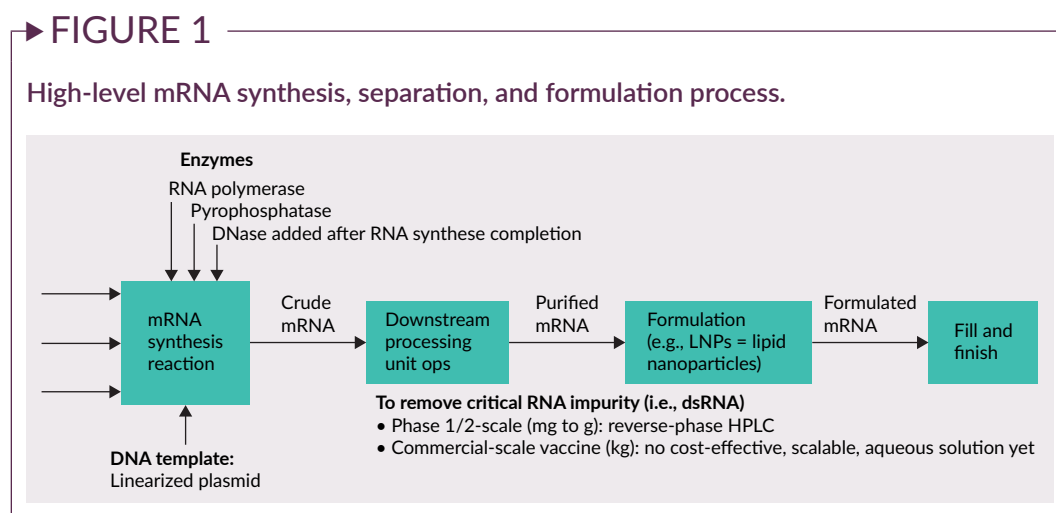 FIGURE 1
High-level mRNA synthesis, separation, and formulation process.
Enzymes
RNA polymerase
Pyrophosphatase
DNase added after RNA synthese completion
mRNA
synthesis
reaction
Crude
mRNA
Downstream
processing
unit ops
Purified
mRNA
Formulation
(e.g., LNPs = lipid
nanoparticles)
Formulated
mRNA
Fill and
finish
To remove critical RNA impurity (i.e., dsRNA)
• Phase 1/2-scale (mg to g): reverse-phase HPLC
• Commercial-scale vaccine (kg): no cost-effective, scalable, aqueous solution yet
DNA template:
Linearized plasmid